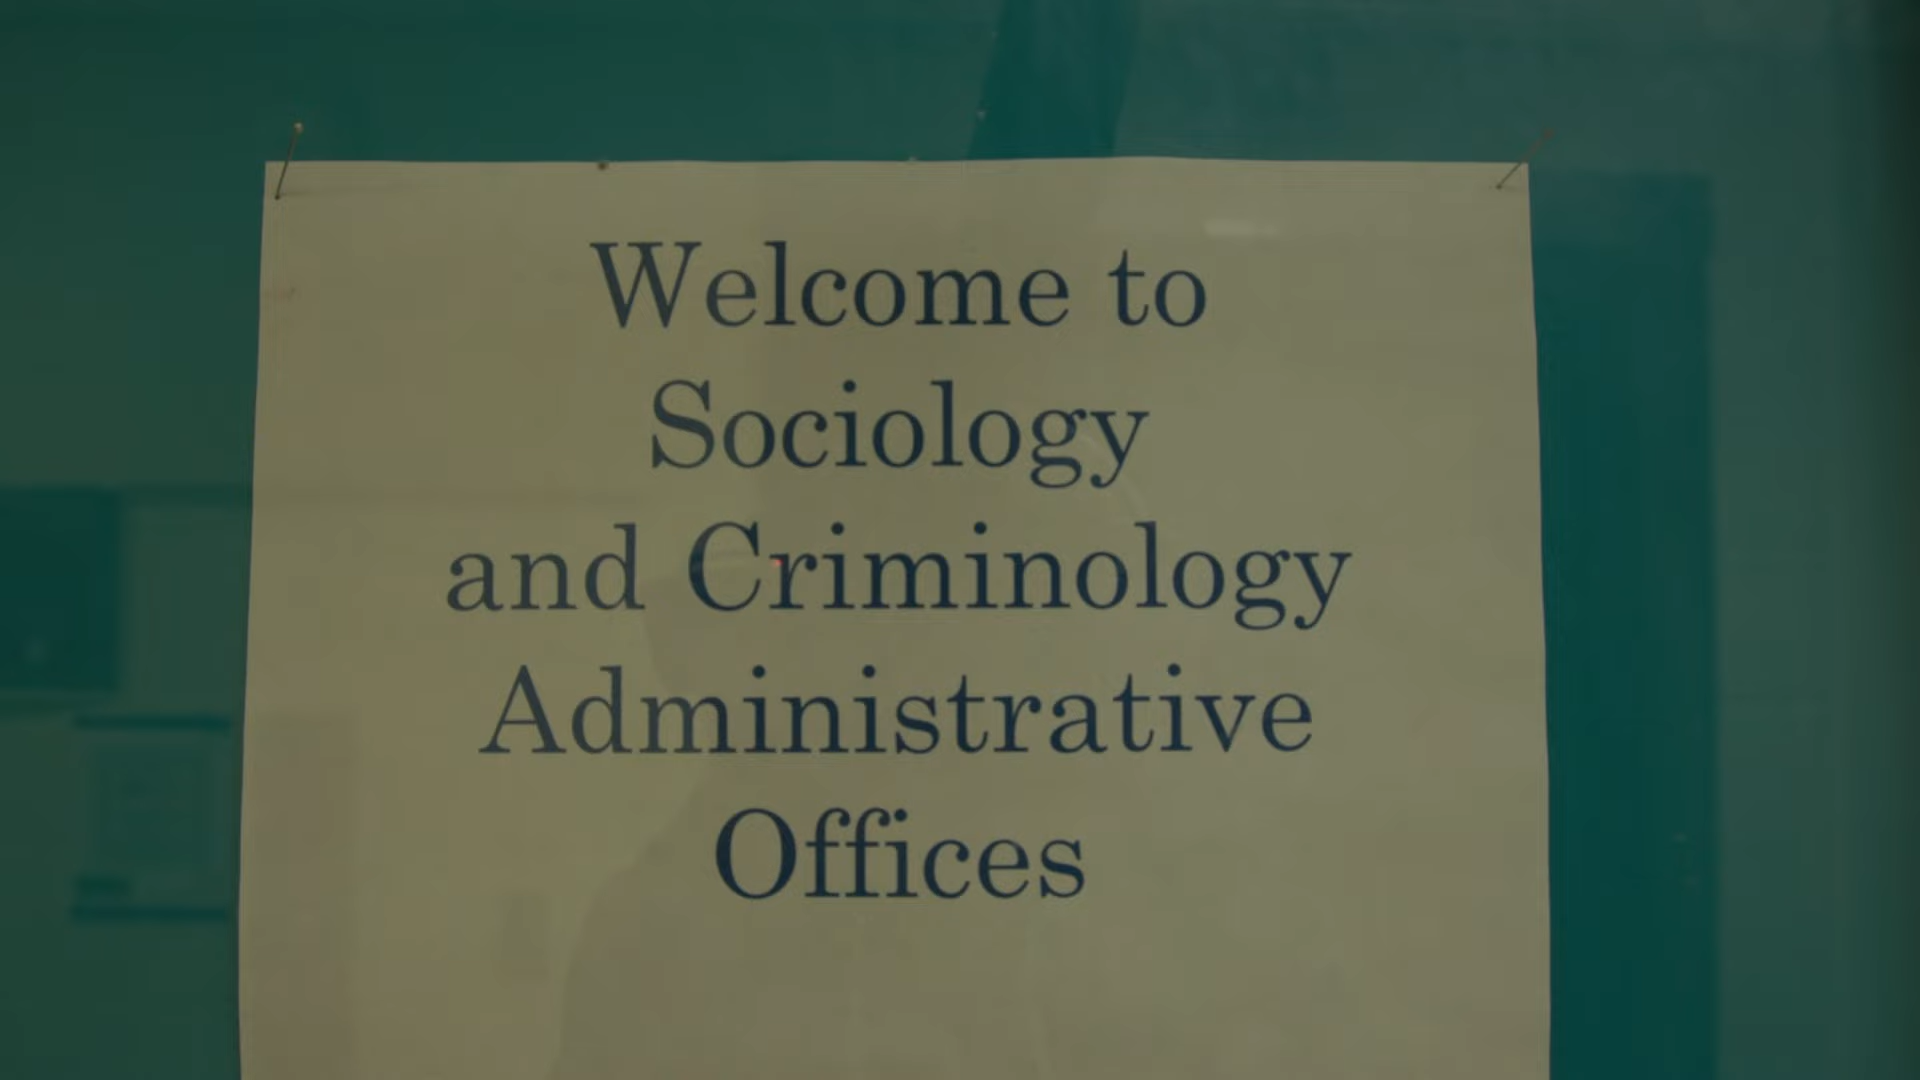 Welcome to
Sociology
and Criminology
Administrative
Offices